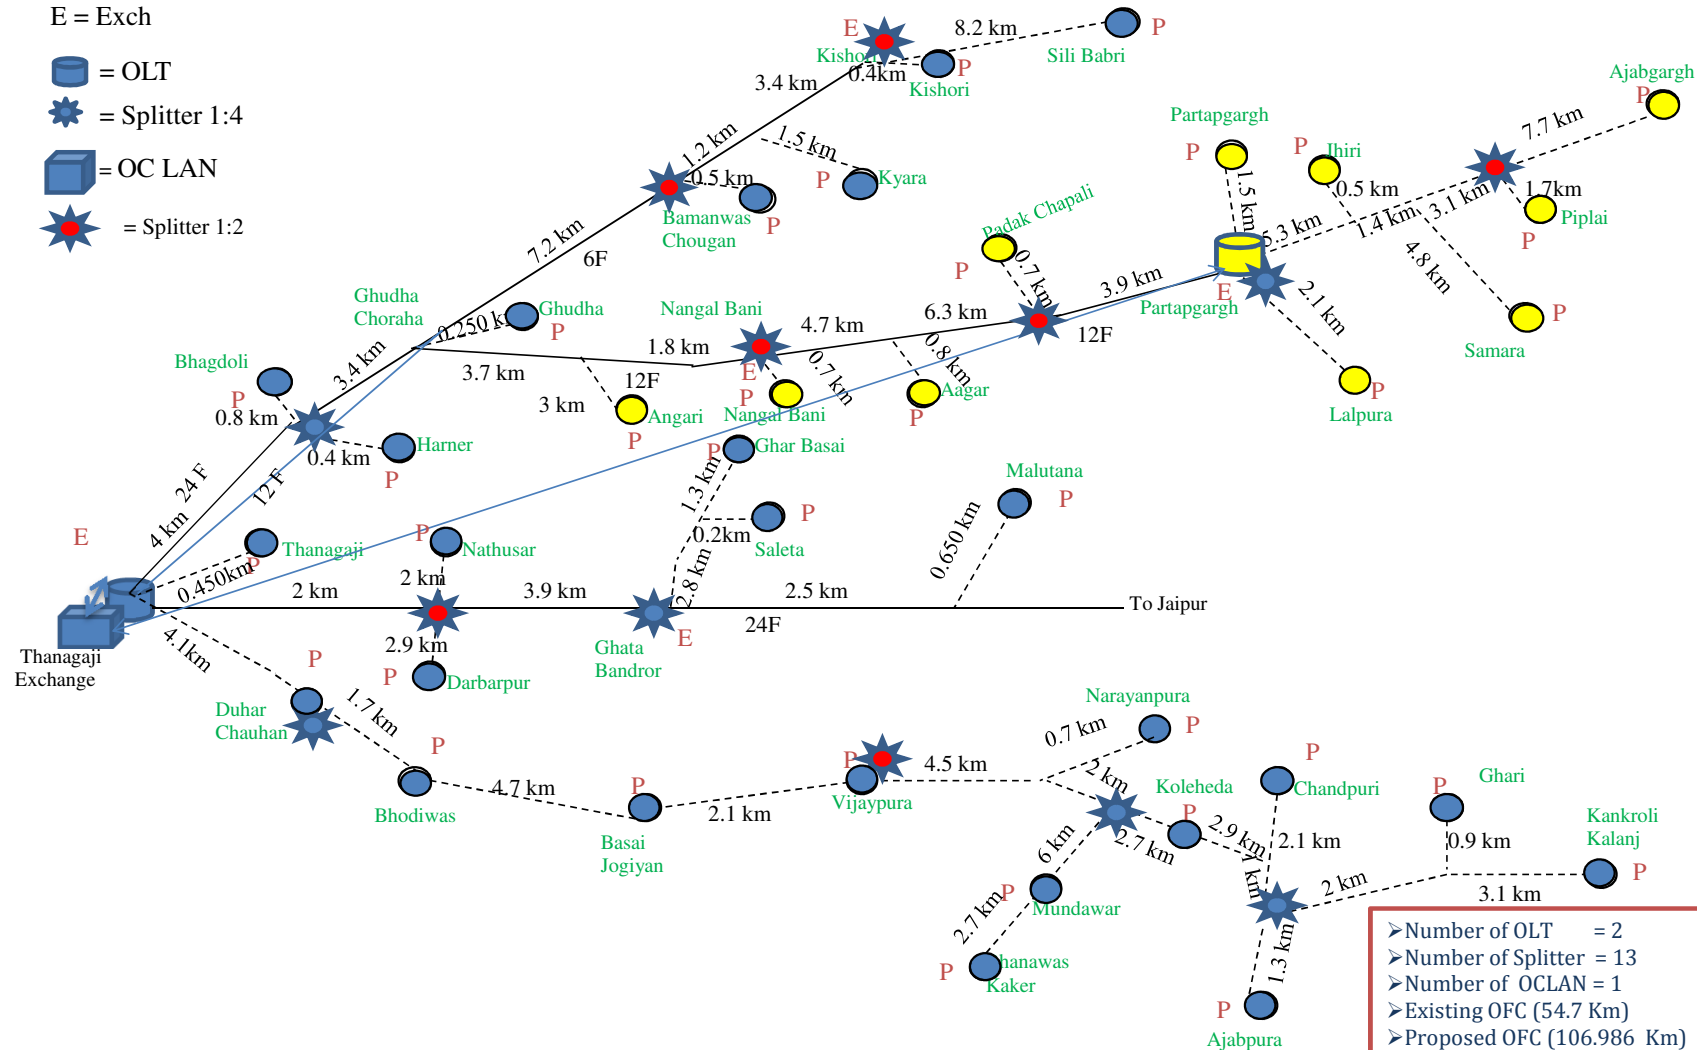 E = Exch
= OLT
= Splitter 1:4
= OC LAN
= Splitter 1:2
E
Kishori
8.2 km
P
Sili Babri
0.4km
P
Kishori
3.4 km
1.2 km
1.5 km
P
Kyara
0.5km
Bamanwas
Chougan
P
7.2 km
6F
Ajabgargh
P
7.7 km
Partapgargh
P
P
Jhiri
1.5 km
0.5 km
5.3 km
1.4 km
3.1 km
1.7km
Piplai
P
4.8 km
P
Samara
Padak Chapali
P
0.7 km
3.9 km
Partapgargh
E
2.1 km
12F
P
Lalpura
Ghudha
Choraha
0.250 k
Ghudha
P
Nangal Bani
4.7 km
6.3 km
1.8 km
3.7 km
12F
E
P
Nangal Bani
0.7 km
0.8 km
Aagar
P
3 km
Angari
P
Bhagdoli
P
3.4 km
0.8 km
0.4 km
Harner
P
24 F
12 F
4 km
P
Ghar Basai
1.3 km
0.2km
P
Saleta
2.8 km
Malutana
P
0.650 km
E
Thanagaji
P
0.450km
P
Nathusar
2 km
2 km
3.9 km
2.5 km
To Jaipur
24F
Ghata
Bandror
E
2.9 km
P
Darbarpur
Thanagaji
Exchange
4.1km
P
Duhar
Chauhan
1.7 km
P
Bhodiwas
4.7 km
P
Basai
Jogiyan
2.1 km
P
Vijaypura
4.5 km
Narayanpura
0.7 km
P
2 km
Koleheda
P
2.7 km
2.9 km
P
Chandpuri
2.1 km
1 km
Ghari
P
0.9 km
Kankroli
Kalanj
P
2 km
3.1 km
6 km
P
Mundawar
2.7 km
P
hanawas
Kaker
1.3 km
P
Ajabpura
➢Number of OLT = 2
➢Number of Splitter = 13
➢Number of OCLAN = 1
➢Existing OFC (54.7 Km)
➢Proposed OFC (106.986 Km)